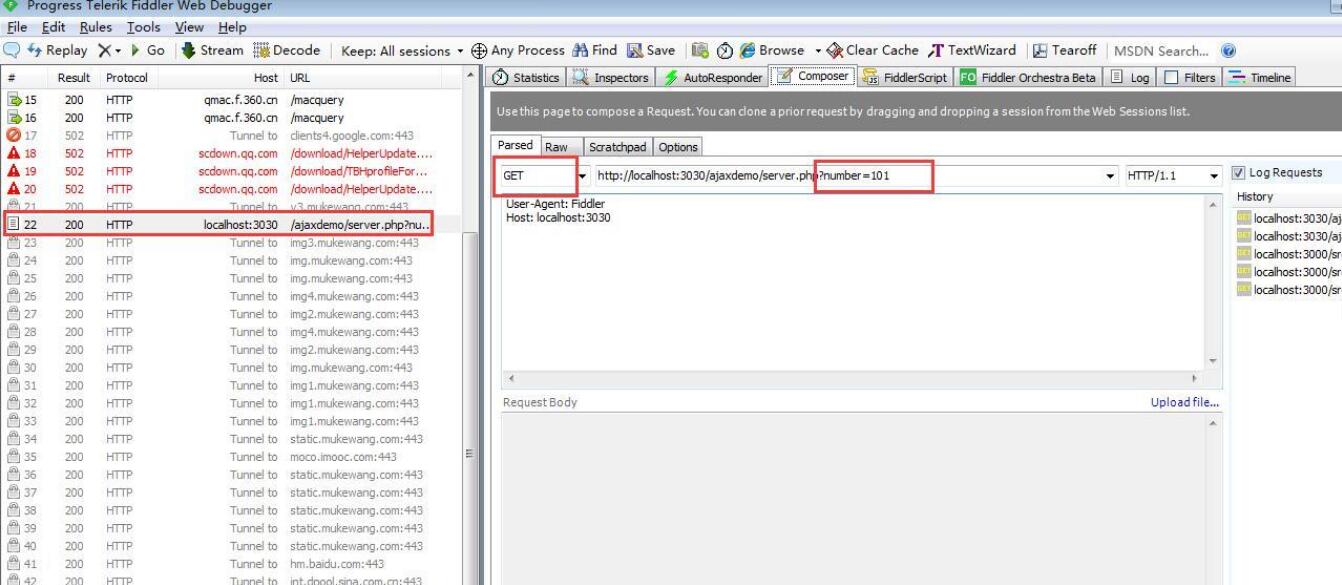 Progress Telerik Fiddler Web Debugger
File Edit Rules Tools View Help
Replay X Go Stream Decode Keep: All sessions Any Process Find Save Browse Clear Cache TextWizard Tearoff MSDN Search...
# Result Protocol Host URL
15 200 HTTP qmac.f.360.cn /macquery
16 200 HTTP qmac.f.360.cn /macquery
17 502 HTTP Tunnel to clients4.google.com:443
18 502 HTTP scdown.qq.com /download/HelperUpdate....
19 502 HTTP scdown.qq.com /download/TBHprofileFor...
20 502 HTTP scdown.qq.com /download/HelperUpdate....
21 200 HTTP Tunnel to v3.mukewang.com:443
22 200 HTTP localhost:3030 /ajaxdemo/server.php?nu..
23 200 HTTP Tunnel to img3.mukewang.com:443
24 200 HTTP Tunnel to img.mukewang.com:443
25 200 HTTP Tunnel to img.mukewang.com:443
26 200 HTTP Tunnel to img4.mukewang.com:443
27 200 HTTP Tunnel to img2.mukewang.com:443
28 200 HTTP Tunnel to img4.mukewang.com:443
29 200 HTTP Tunnel to img2.mukewang.com:443
30 200 HTTP Tunnel to img.mukewang.com:443
31 200 HTTP Tunnel to img1.mukewang.com:443
32 200 HTTP Tunnel to img1.mukewang.com:443
33 200 HTTP Tunnel to img1.mukewang.com:443
34 200 HTTP Tunnel to static.mukewang.com:443
35 200 HTTP Tunnel to moco.imooc.com:443
36 200 HTTP Tunnel to static.mukewang.com:443
37 200 HTTP Tunnel to static.mukewang.com:443
38 200 HTTP Tunnel to static.mukewang.com:443
39 200 HTTP Tunnel to static.mukewang.com:443
40 200 HTTP Tunnel to static.mukewang.com:443
41 200 HTTP Tunnel to hm.baidu.com:443
42 200 HTTP Tunnel to int.dpool.sina.com.cn:443
Statistics Inspectors AutoResponder Composer FiddlerScript FO Fiddler Orchestra Beta Log Filters Timeline
Use this page to compose a Request. You can clone a prior request by dragging and dropping a session from the Web Sessions list.
Parsed Raw Scratchpad Options
GET http://localhost:3030/ajaxdemo/server.php?number=101 HTTP/1.1
User-Agent: Fiddler
Host: localhost:3030
Request Body Upload file...
Log Requests
History
localhost:3030/aj
localhost:3030/aj
localhost:3000/sr
localhost:3000/sr
localhost:3000/sr